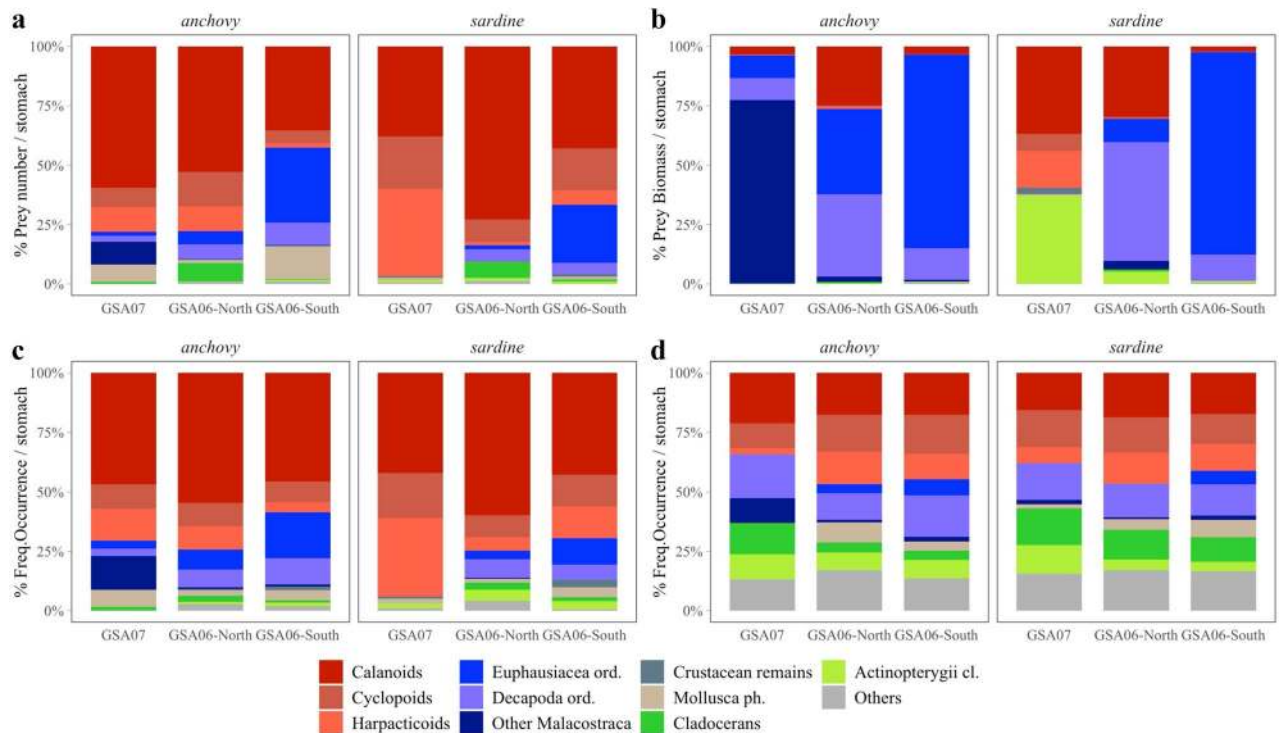 a
anchovy
sardine
% Prey number / stomach
100%
75%
50%
25%
0%
GSA07
GSA06-North
GSA06-South
GSA07
GSA06-North
GSA06-South
b
anchovy
sardine
% Prey Biomass / stomach
100%
75%
50%
25%
0%
GSA07
GSA06-North
GSA06-South
GSA07
GSA06-North
GSA06-South
c
anchovy
sardine
% Freq.Occurrence / stomach
100%
75%
50%
25%
0%
GSA07
GSA06-North
GSA06-South
GSA07
GSA06-North
GSA06-South
d
anchovy
sardine
% Freq.Occurrence / stomach
100%
75%
50%
25%
0%
GSA07
GSA06-North
GSA06-South
GSA07
GSA06-North
GSA06-South
Calanoids
Cyclopoids
Harpacticoids
Euphausiacea ord.
Decapoda ord.
Other Malacostraca
Crustacean remains
Mollusca ph.
Cladocerans
Actinopterygii cl.
Others